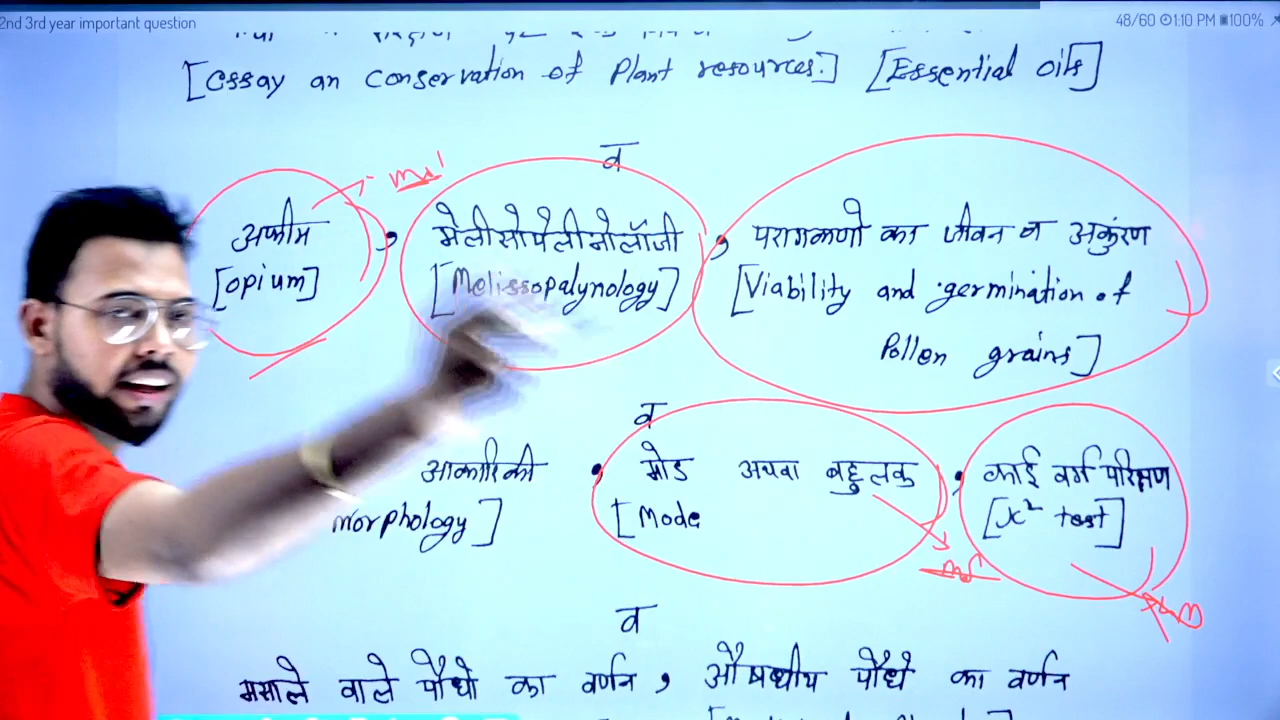 2nd 3rd year important question
48/60 1:10 PM 100%
[essay an conservation of Plant resources.] [Essential oils]
व
अफीम , मेलीसोपैलीनोलॉजी , परागकणो का जीवन व अकुंरण
[opium] [Melissopalynology] [Viability and germination of
Pollen grains]
व
आकारिकी , मोड अथवा बहुलक , काई वर्ग परिक्षण
morphology] [Mode [x² test]
व
मसाले वाले पौधो का वर्णन , औषधीय पौधे का वर्णन